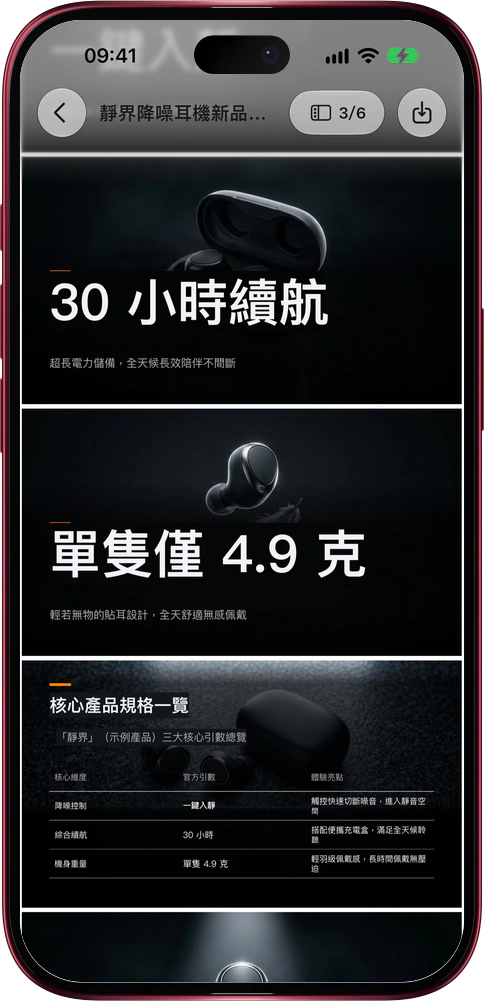 一鍵入
09:41
靜界降噪耳機新品...
3/6
30 小時續航
超長電力儲備，全天候長效陪伴不間斷
單隻僅 4.9 克
輕若無物的貼耳設計，全天舒適無感佩戴
核心產品規格一覽
「靜界」（示例產品）三大核心引數總覽
核心維度 官方引數 體驗亮點
降噪控制 一鍵入靜 觸控快速切斷噪音，進入靜音空
間
綜合續航 30 小時 搭配便攜充電盒，滿足全天候聆
聽
機身重量 單隻 4.9 克 輕羽級佩戴感，長時間佩戴無壓
迫